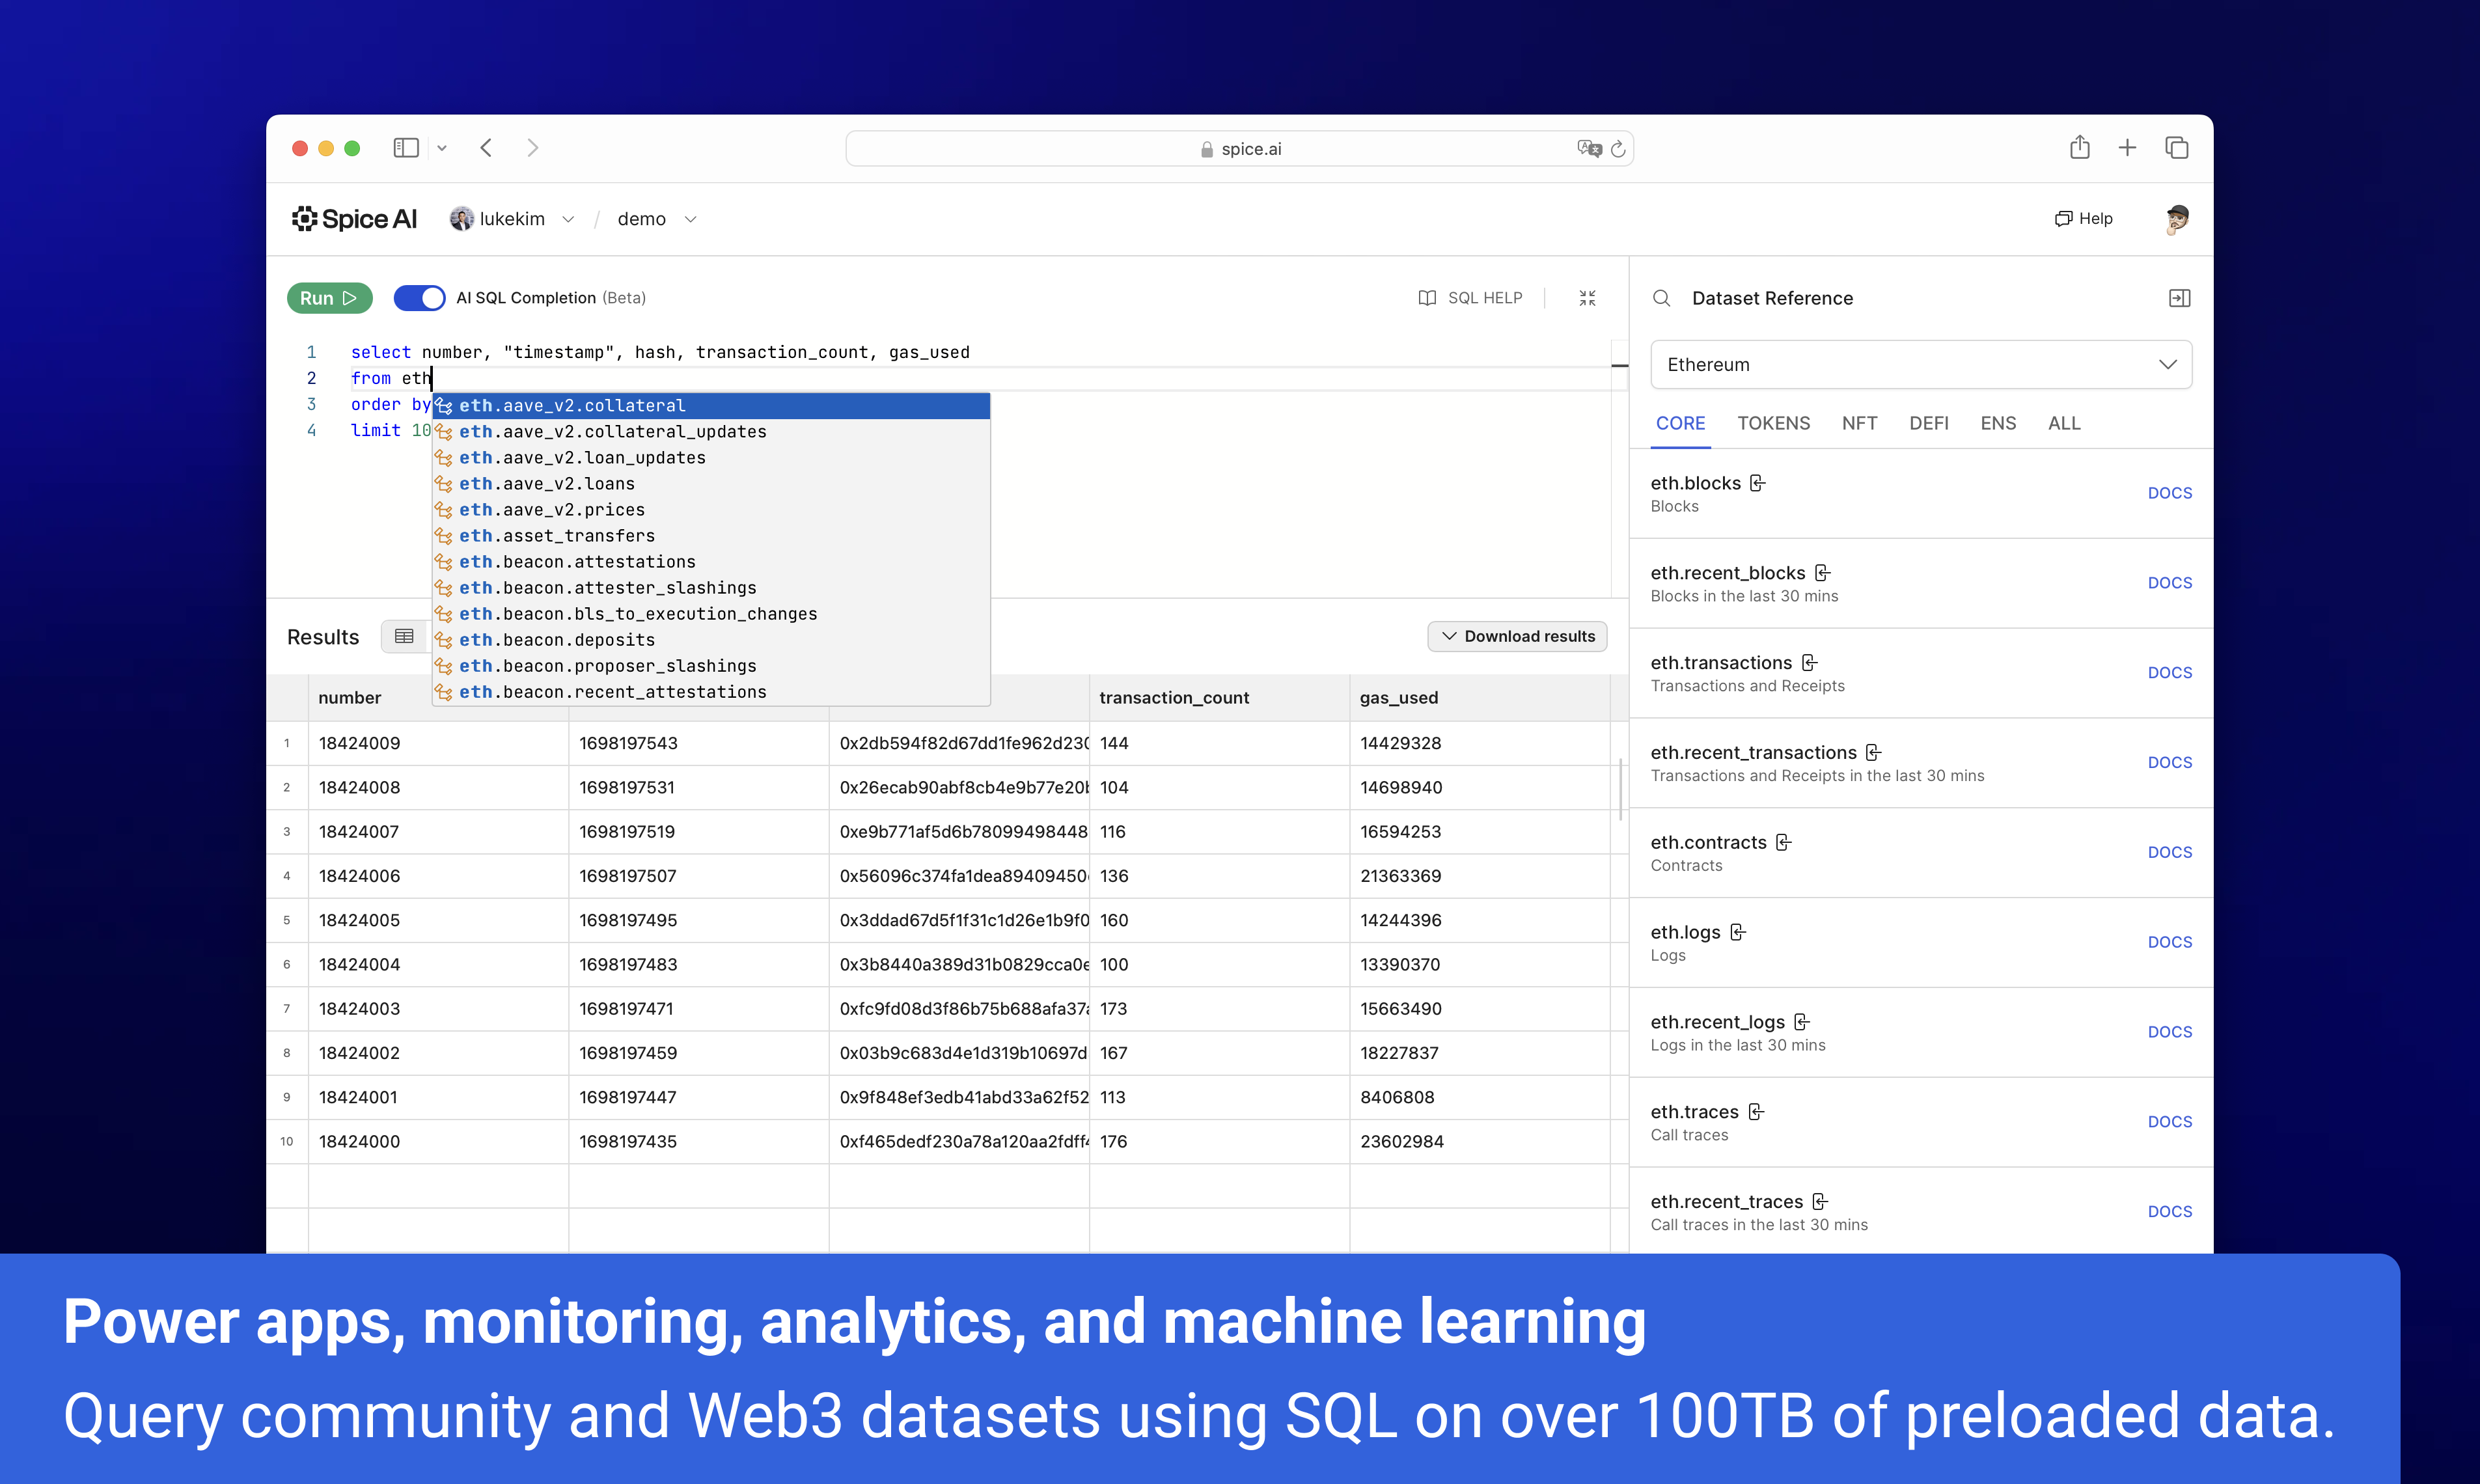 spice.ai
Spice AI lukekim / demo Help
Run AI SQL Completion (Beta) SQL HELP
1 select number, "timestamp", hash, transaction_count, gas_used
2 from eth
3 order by
4 limit 10
eth.aave_v2.collateral
eth.aave_v2.collateral_updates
eth.aave_v2.loan_updates
eth.aave_v2.loans
eth.aave_v2.prices
eth.asset_transfers
eth.beacon.attestations
eth.beacon.attester_slashings
eth.beacon.bls_to_execution_changes
eth.beacon.deposits
eth.beacon.proposer_slashings
eth.beacon.recent_attestations
Results Download results
number transaction_count gas_used
1 18424009 1698197543 0x2db594f82d67dd1fe962d230 144 14429328
2 18424008 1698197531 0x26ecab90abf8cb4e9b77e20b 104 14698940
3 18424007 1698197519 0xe9b771af5d6b78099498448 116 16594253
4 18424006 1698197507 0x56096c374fa1dea89409450 136 21363369
5 18424005 1698197495 0x3ddad67d5f1f31c1d26e1b9f0 160 14244396
6 18424004 1698197483 0x3b8440a389d31b0829cca0e 100 13390370
7 18424003 1698197471 0xfc9fd08d3f86b75b688afa37a 173 15663490
8 18424002 1698197459 0x03b9c683d4e1d319b10697d 167 18227837
9 18424001 1698197447 0x9f848ef3edb41abd33a62f52 113 8406808
10 18424000 1698197435 0xf465dedf230a78a120aa2fdff4 176 23602984
Dataset Reference
Ethereum
CORE TOKENS NFT DEFI ENS ALL
eth.blocks
Blocks
DOCS
eth.recent_blocks
Blocks in the last 30 mins
DOCS
eth.transactions
Transactions and Receipts
DOCS
eth.recent_transactions
Transactions and Receipts in the last 30 mins
DOCS
eth.contracts
Contracts
DOCS
eth.logs
Logs
DOCS
eth.recent_logs
Logs in the last 30 mins
DOCS
eth.traces
Call traces
DOCS
eth.recent_traces
Call traces in the last 30 mins
DOCS
Power apps, monitoring, analytics, and machine learning
Query community and Web3 datasets using SQL on over 100TB of preloaded data.